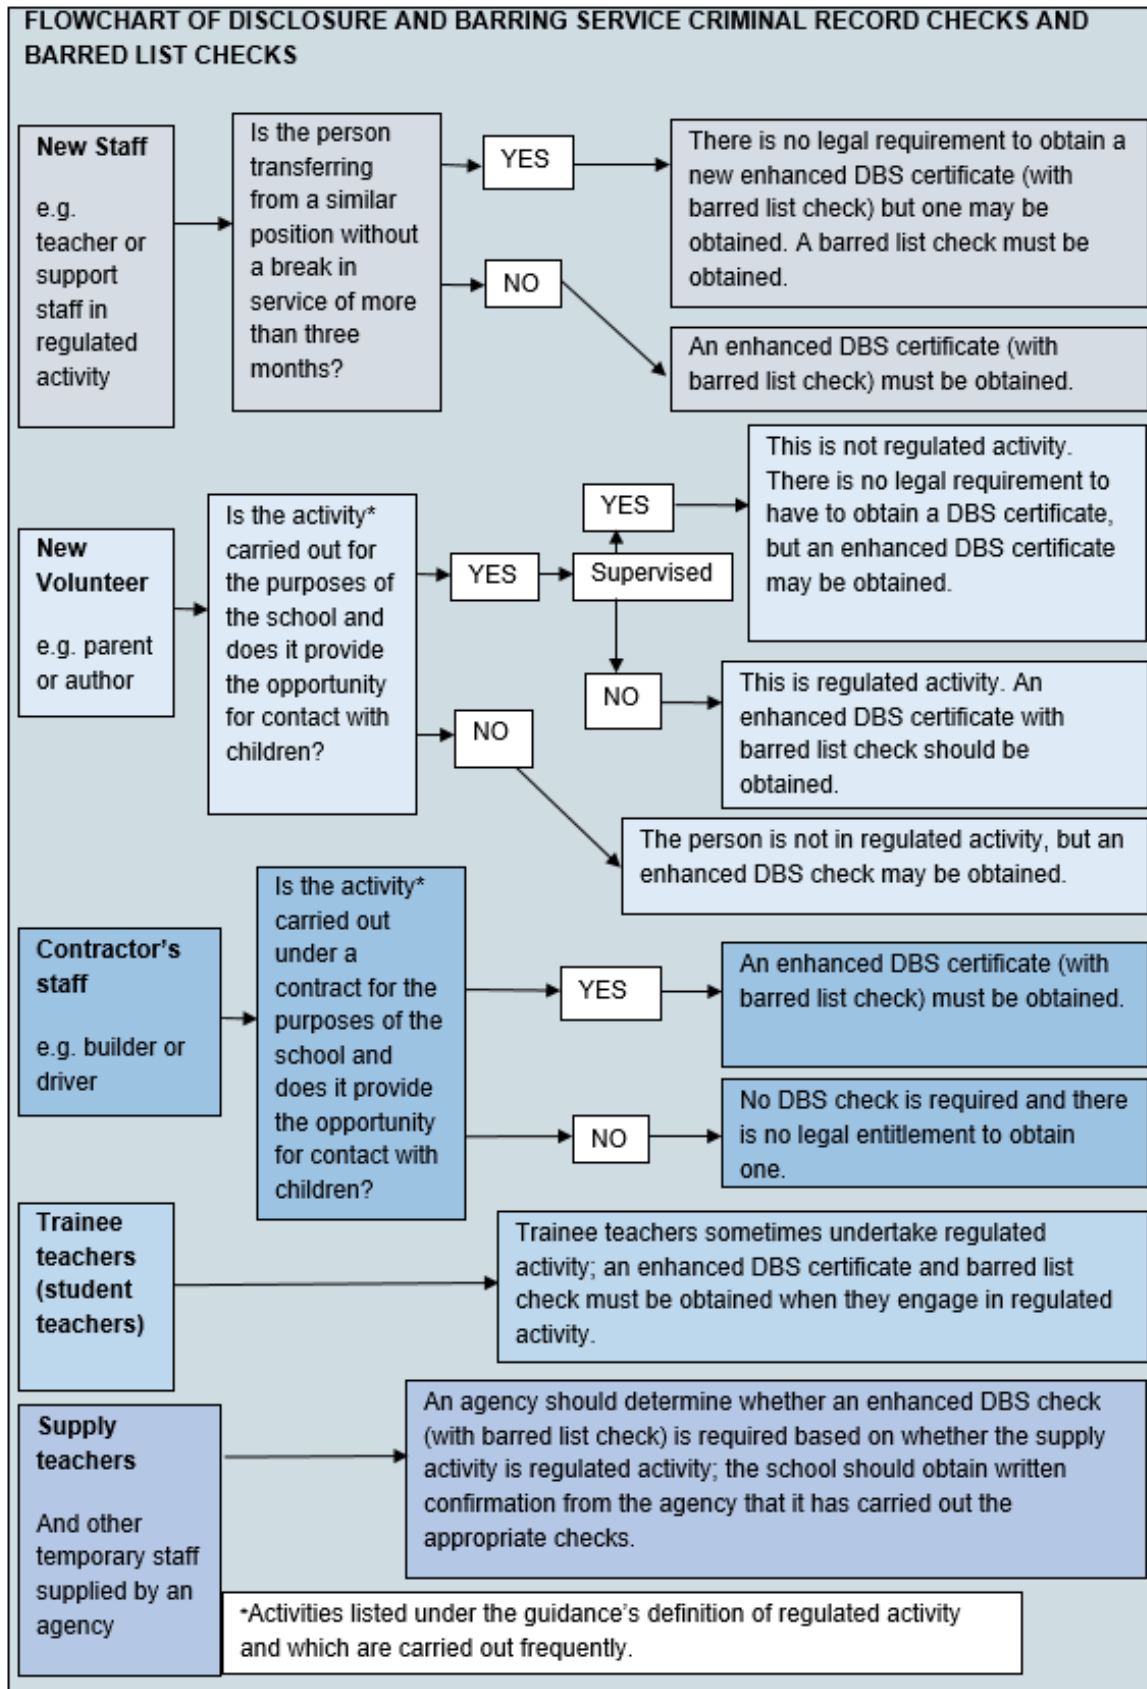 FLOWCHART OF DISCLOSURE AND BARRING SERVICE CRIMINAL RECORD CHECKS AND
BARRED LIST CHECKS
New Staff
e.g.
teacher or
support
staff in
regulated
activity
Is the person
transferring
from a similar
position without
a break in
service of more
than three
months?
YES
There is no legal requirement to obtain a
new enhanced DBS certificate (with
barred list check) but one may be
obtained. A barred list check must be
obtained.
NO
An enhanced DBS certificate (with
barred list check) must be obtained.
New
Volunteer
e.g. parent
or author
Is the activity*
carried out for
the purposes of
the school and
does it provide
the opportunity
for contact with
children?
YES
Supervised
YES
This is not regulated activity.
There is no legal requirement to
have to obtain a DBS certificate,
but an enhanced DBS certificate
may be obtained.
NO
This is regulated activity. An
enhanced DBS certificate with
barred list check should be
obtained.
NO
The person is not in regulated activity, but an
enhanced DBS check may be obtained.
Contractor's
staff
e.g. builder or
driver
Is the activity*
carried out
under a
contract for the
purposes of the
school and
does it provide
the opportunity
for contact with
children?
YES
An enhanced DBS certificate (with
barred list check) must be obtained.
NO
No DBS check is required and there
is no legal entitlement to obtain
one.
Trainee
teachers
(student
teachers)
Trainee teachers sometimes undertake regulated
activity; an enhanced DBS certificate and barred list
check must be obtained when they engage in regulated
activity.
Supply
teachers
And other
temporary staff
supplied by an
agency
An agency should determine whether an enhanced DBS check
(with barred list check) is required based on whether the supply
activity is regulated activity; the school should obtain written
confirmation from the agency that it has carried out the
appropriate checks.
*Activities listed under the guidance's definition of regulated activity
and which are carried out frequently.